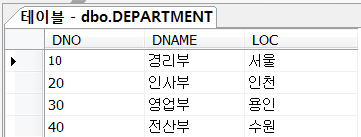 테이블 - dbo.DEPARTMENT
DNO DNAME LOC
10 경리부 서울
20 인사부 인천
30 영업부 용인
40 전산부 수원